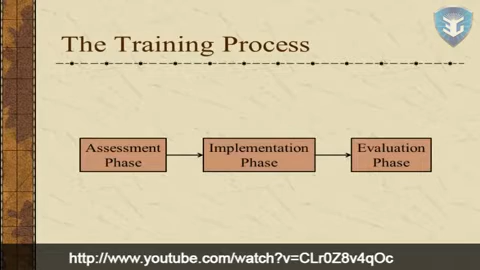 The Training Process
Assessment
Phase
Implementation
Phase
Evaluation
Phase
http://www.youtube.com/watch?v=CLr0Z8v4qOc